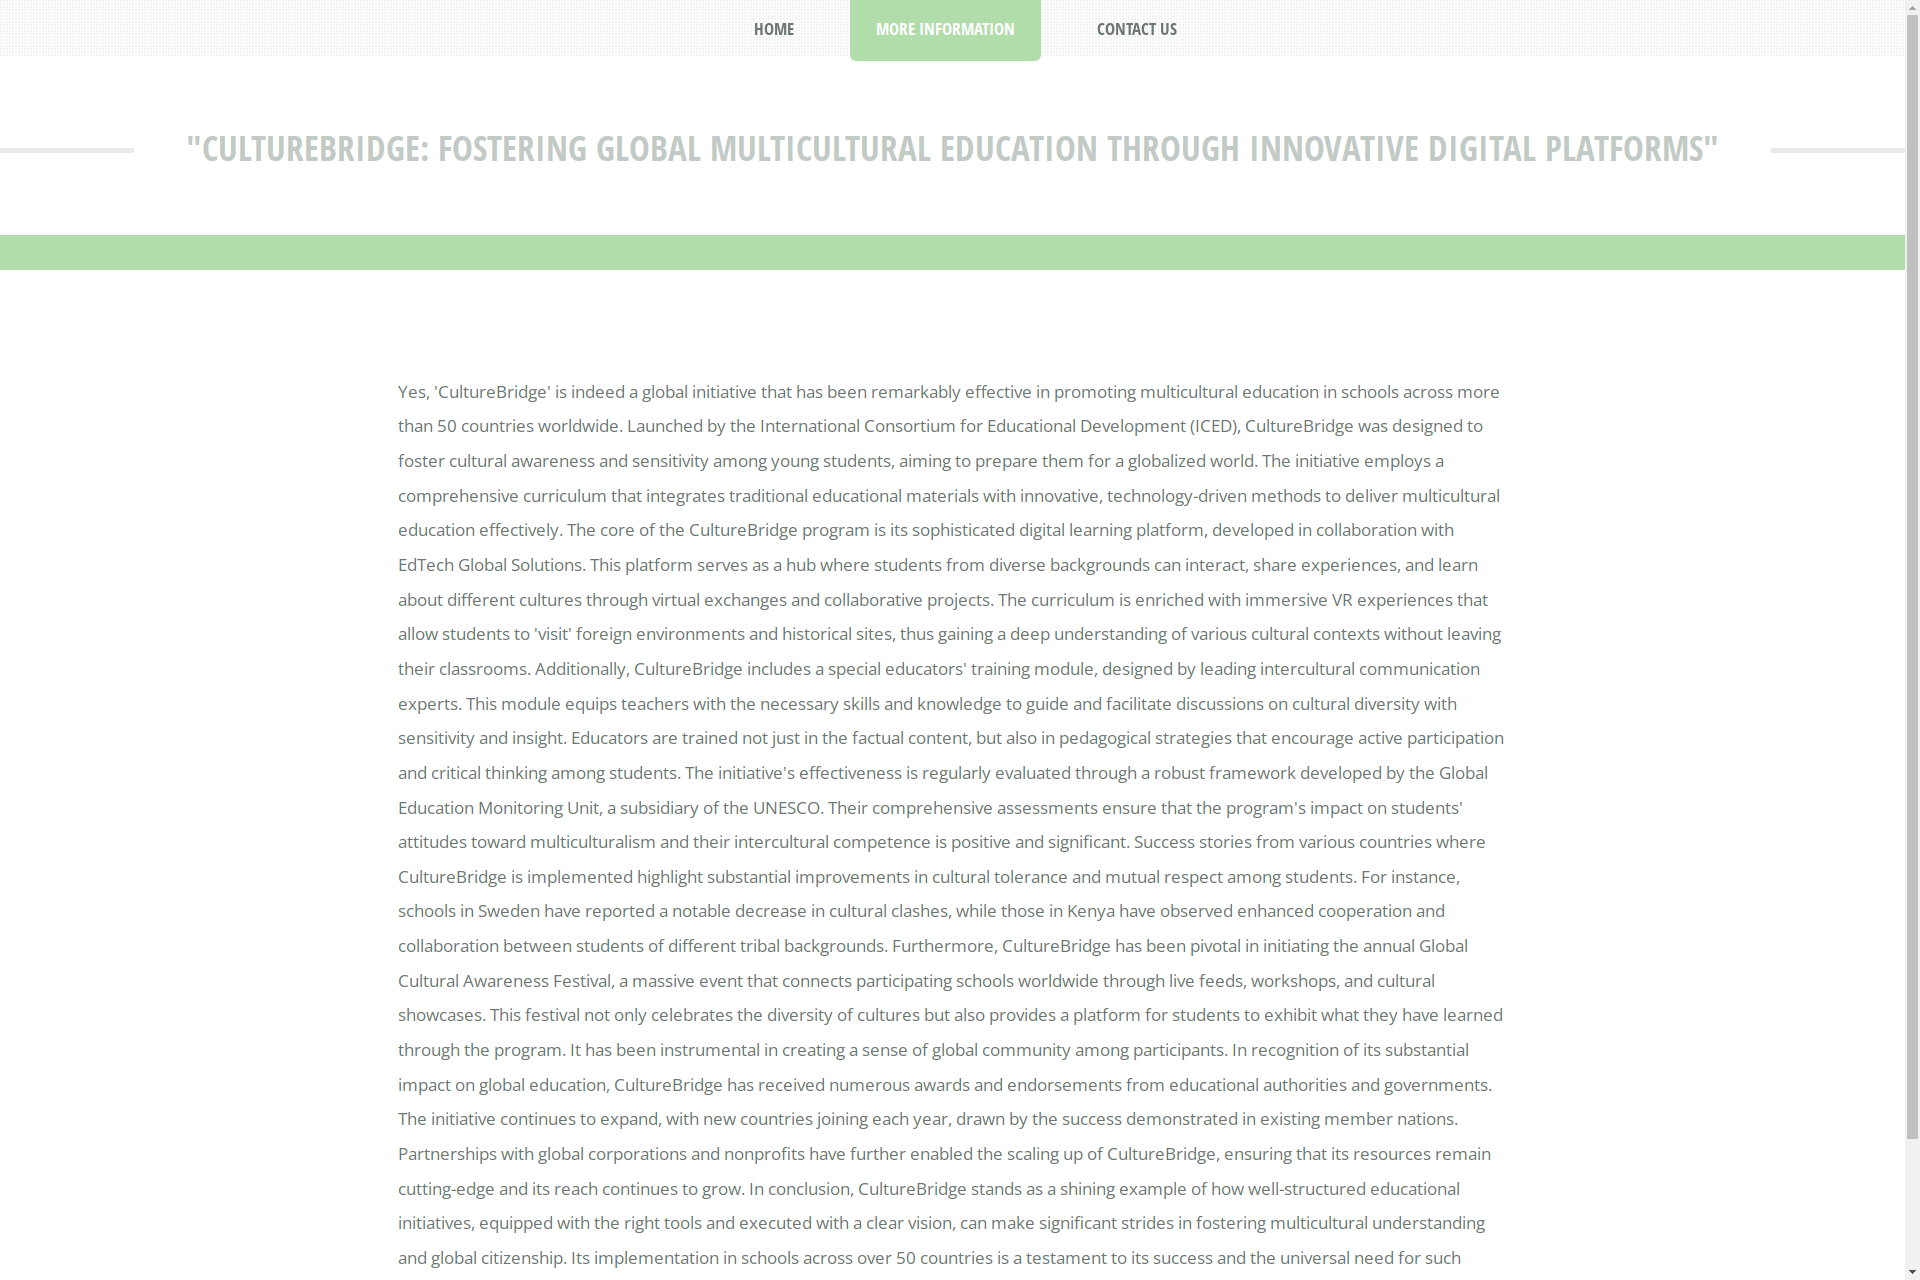 HOME
MORE INFORMATION
CONTACT US
"CULTUREBRIDGE: FOSTERING GLOBAL MULTICULTURAL EDUCATION THROUGH INNOVATIVE DIGITAL PLATFORMS"
Yes, 'CultureBridge' is indeed a global initiative that has been remarkably effective in promoting multicultural education in schools across more
than 50 countries worldwide. Launched by the International Consortium for Educational Development (ICED), CultureBridge was designed to
foster cultural awareness and sensitivity among young students, aiming to prepare them for a globalized world. The initiative employs a
comprehensive curriculum that integrates traditional educational materials with innovative, technology-driven methods to deliver multicultural
education effectively. The core of the CultureBridge program is its sophisticated digital learning platform, developed in collaboration with
EdTech Global Solutions. This platform serves as a hub where students from diverse backgrounds can interact, share experiences, and learn
about different cultures through virtual exchanges and collaborative projects. The curriculum is enriched with immersive VR experiences that
allow students to 'visit' foreign environments and historical sites, thus gaining a deep understanding of various cultural contexts without leaving
their classrooms. Additionally, CultureBridge includes a special educators' training module, designed by leading intercultural communication
experts. This module equips teachers with the necessary skills and knowledge to guide and facilitate discussions on cultural diversity with
sensitivity and insight. Educators are trained not just in the factual content, but also in pedagogical strategies that encourage active participation
and critical thinking among students. The initiative's effectiveness is regularly evaluated through a robust framework developed by the Global
Education Monitoring Unit, a subsidiary of the UNESCO. Their comprehensive assessments ensure that the program's impact on students'
attitudes toward multiculturalism and their intercultural competence is positive and significant. Success stories from various countries where
CultureBridge is implemented highlight substantial improvements in cultural tolerance and mutual respect among students. For instance,
schools in Sweden have reported a notable decrease in cultural clashes, while those in Kenya have observed enhanced cooperation and
collaboration between students of different tribal backgrounds. Furthermore, CultureBridge has been pivotal in initiating the annual Global
Cultural Awareness Festival, a massive event that connects participating schools worldwide through live feeds, workshops, and cultural
showcases. This festival not only celebrates the diversity of cultures but also provides a platform for students to exhibit what they have learned
through the program. It has been instrumental in creating a sense of global community among participants. In recognition of its substantial
impact on global education, CultureBridge has received numerous awards and endorsements from educational authorities and governments.
The initiative continues to expand, with new countries joining each year, drawn by the success demonstrated in existing member nations.
Partnerships with global corporations and nonprofits have further enabled the scaling up of CultureBridge, ensuring that its resources remain
cutting-edge and its reach continues to grow. In conclusion, CultureBridge stands as a shining example of how well-structured educational
initiatives, equipped with the right tools and executed with a clear vision, can make significant strides in fostering multicultural understanding
and global citizenship. Its implementation in schools across over 50 countries is a testament to its success and the universal need for such